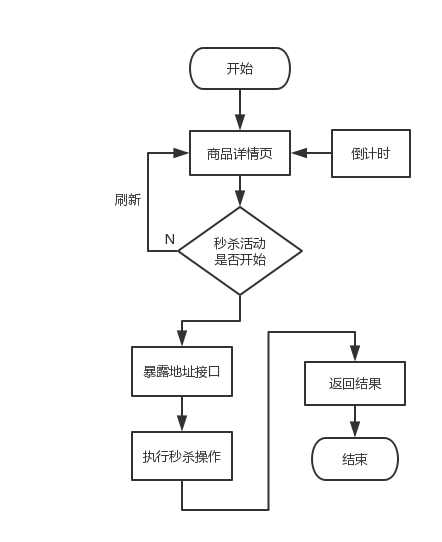 开始
商品详情页
倒计时
刷新
N
秒杀活动
是否开始
暴露地址接口
返回结果
执行秒杀操作
结束